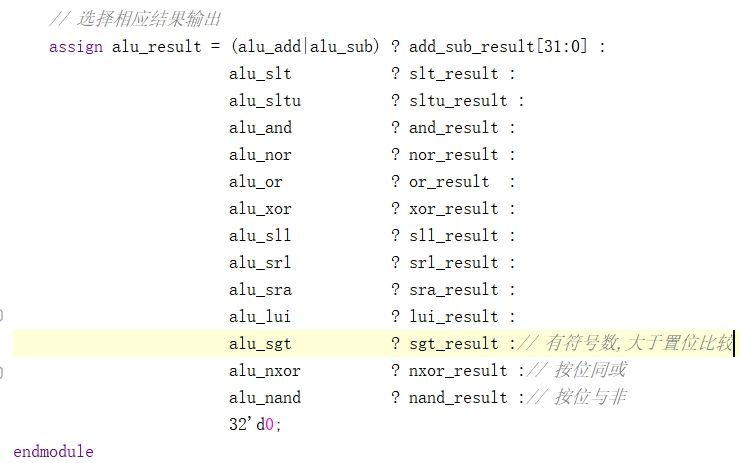 // 选择相应结果输出
assign alu_result = (alu_add|alu_sub) ? add_sub_result[31:0] :
alu_slt ? slt_result :
alu_sltu ? sltu_result :
alu_and ? and_result :
alu_nor ? nor_result :
alu_or ? or_result :
alu_xor ? xor_result :
alu_sll ? sll_result :
alu_srl ? srl_result :
alu_sra ? sra_result :
alu_lui ? lui_result :
alu_sgt ? sgt_result :// 有符号数,大于置位比较
alu_nxor ? nxor_result :// 按位同或
alu_nand ? nand_result :// 按位与非
32'd0;
endmodule